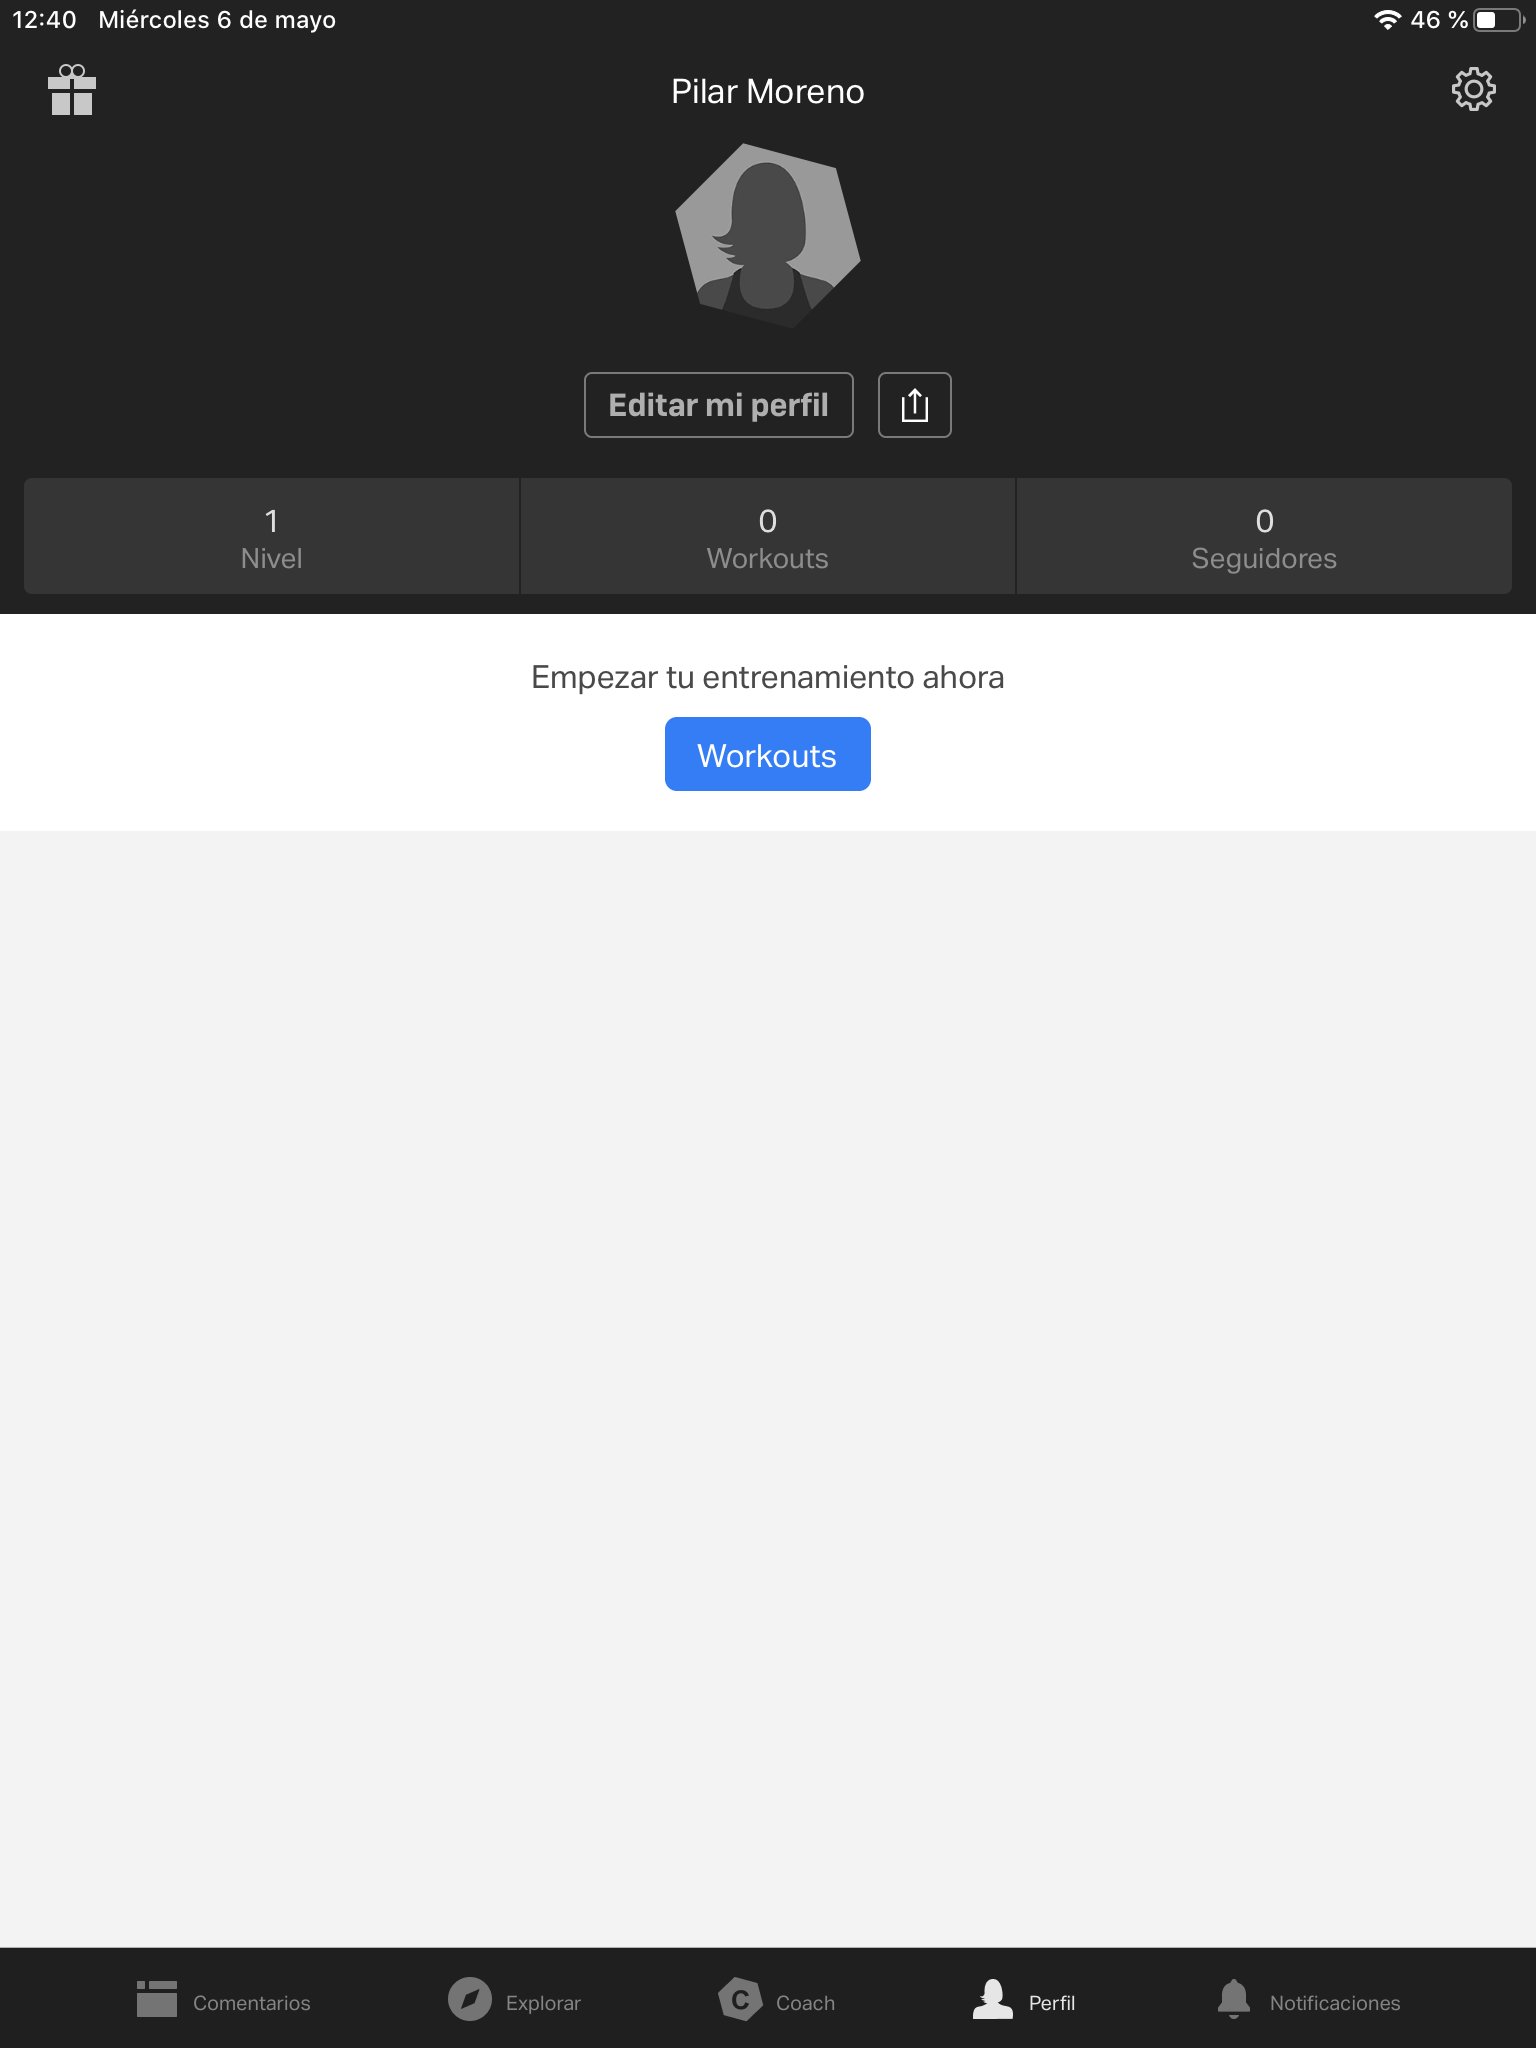 12:40 Miércoles 6 de mayo 46 %
Pilar Moreno
Editar mi perfil
1 0 0
Nivel Workouts Seguidores
Empezar tu entrenamiento ahora
Workouts
Comentarios Explorar C Coach Perfil Notificaciones